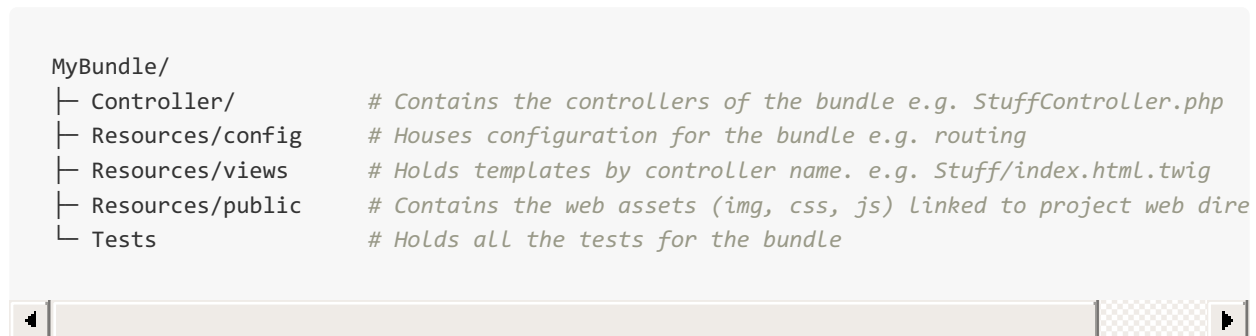 MyBundle/
├─ Controller/ # Contains the controllers of the bundle e.g. StuffController.php
├─ Resources/config # Houses configuration for the bundle e.g. routing
├─ Resources/views # Holds templates by controller name. e.g. Stuff/index.html.twig
├─ Resources/public # Contains the web assets (img, css, js) linked to project web dire
└─ Tests # Holds all the tests for the bundle